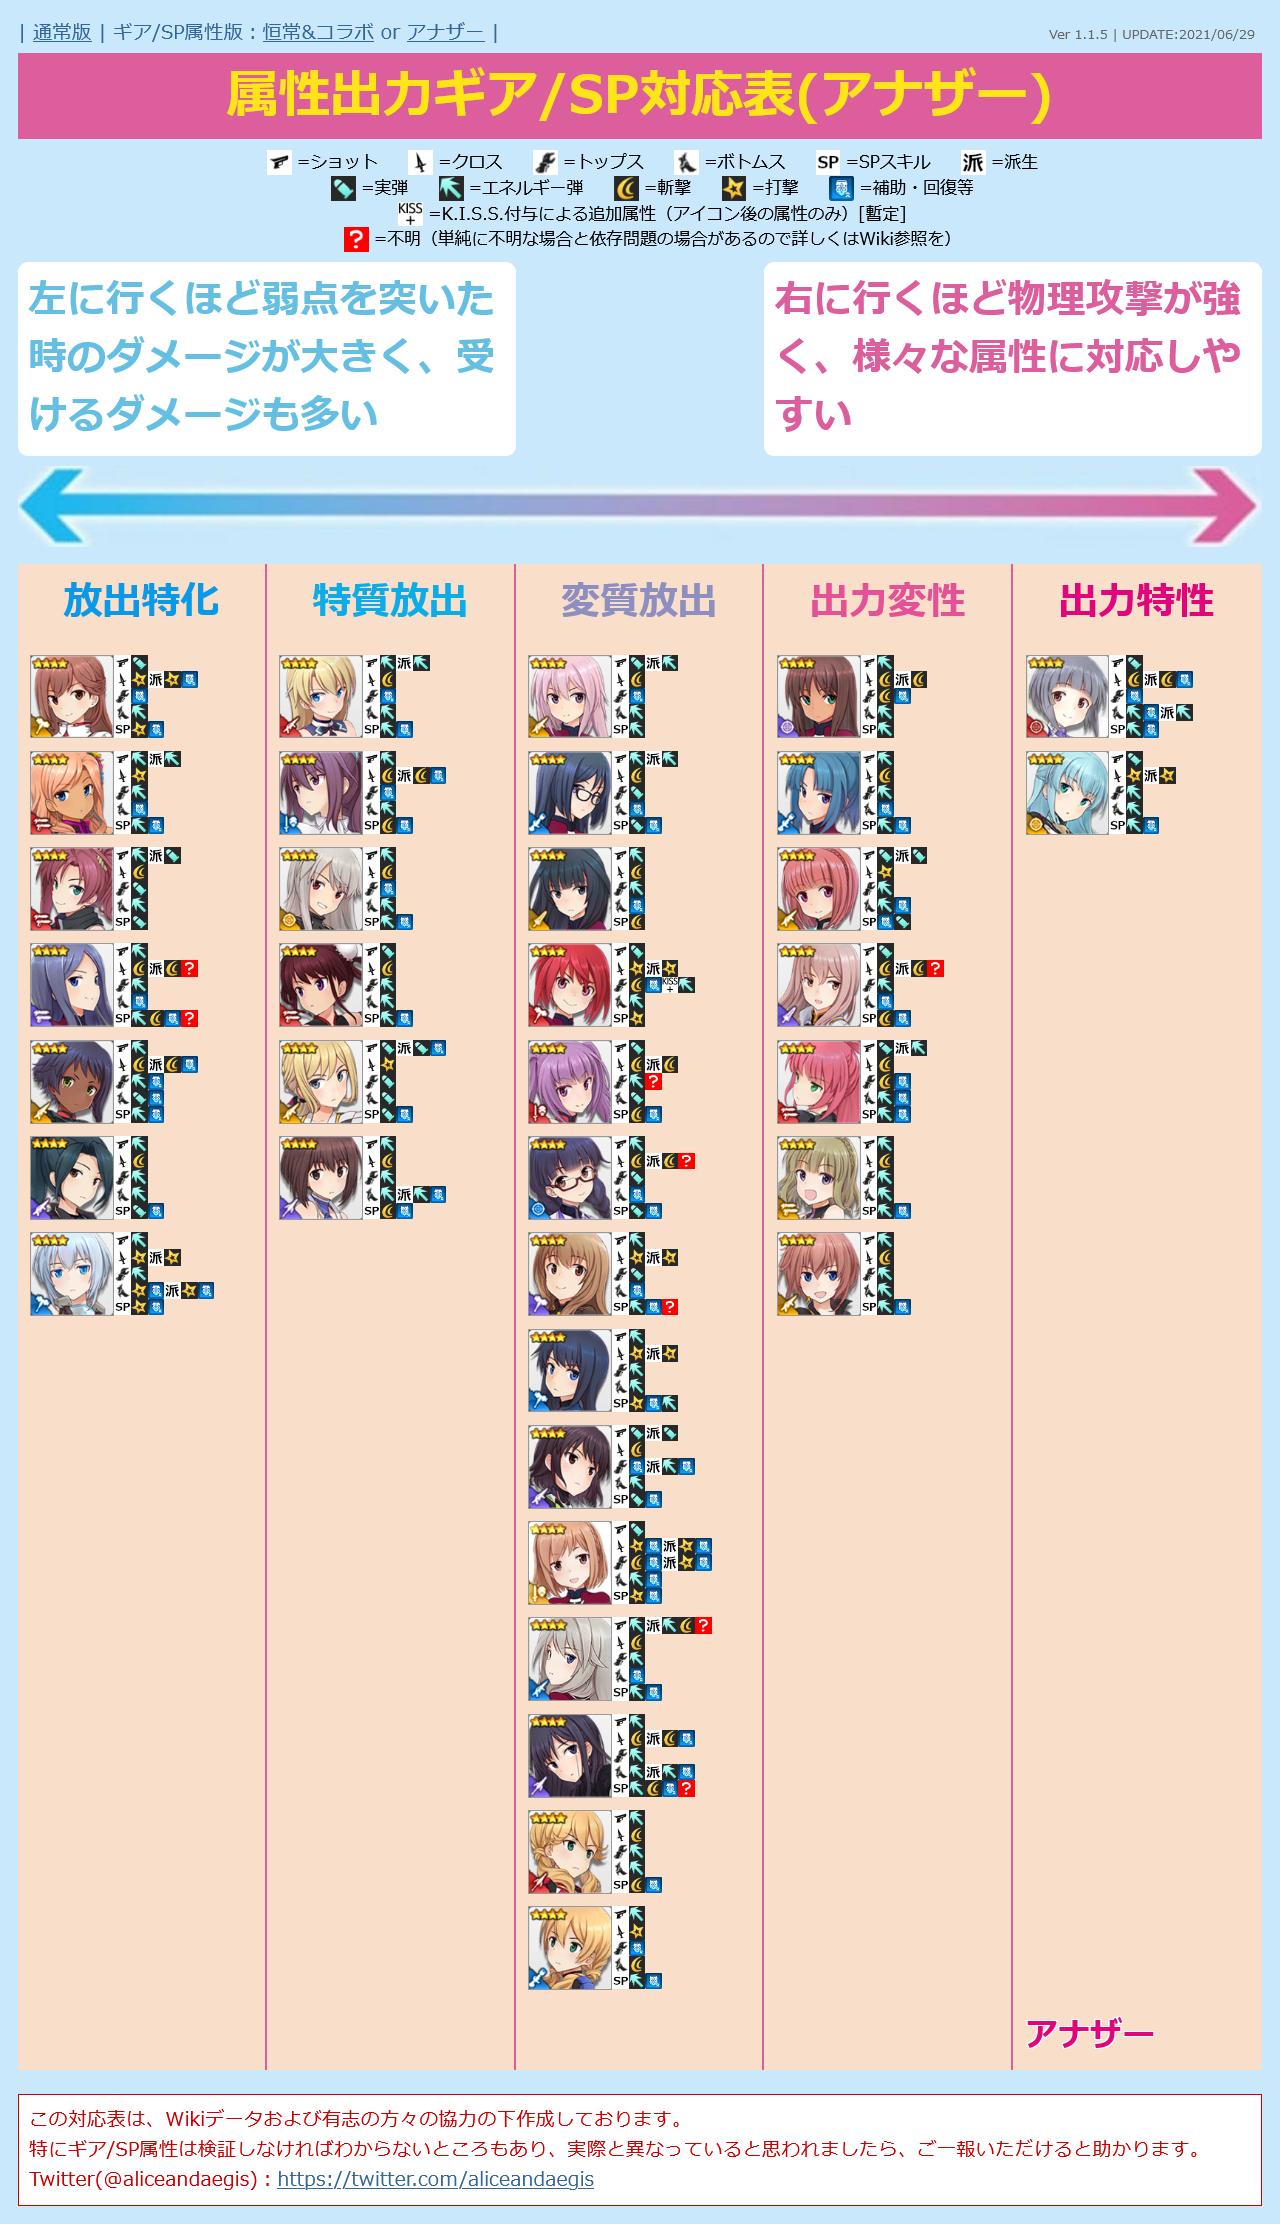 | 通常版 | ギア/SP属性版：恒常&コラボ or アナザー |
Ver 1.1.5 | UPDATE:2021/06/29
属性出力ギア/SP対応表(アナザー)
=ショット =クロス =トップス =ボトムス SP =SPスキル 派 =派生
=実弾 =エネルギー弾 =斬撃 =打撃 =補助・回復等
KISS+ =K.I.S.S.付与による追加属性（アイコン後の属性のみ）[暫定]
? =不明（単純に不明な場合と依存問題の場合があるので詳しくはWiki参照を）
左に行くほど弱点を突いた
時のダメージが大きく、受
けるダメージも多い
右に行くほど物理攻撃が強
く、様々な属性に対応しや
すい
放出特化 特質放出 変質放出 出力変性 出力特性
アナザー
この対応表は、Wikiデータおよび有志の方々の協力の下作成しております。
特にギア/SP属性は検証しなければわからないところもあり、実際と異なっていると思われましたら、ご一報いただけると助かります。
Twitter(@aliceandaegis)：https://twitter.com/aliceandaegis